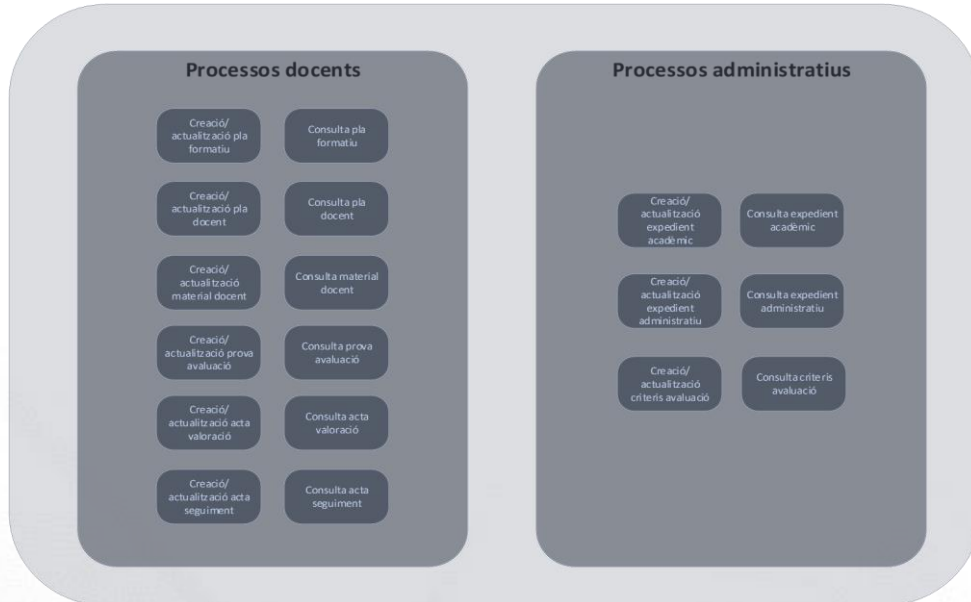 Processos docents
Creació/
actualització pla
formatiu
Consulta pla
formatiu
Creació/
actualització pla
docent
Consulta pla
docent
Creació/
actualització
material docent
Consulta material
docent
Creació/
actualització prova
avaluació
Consulta prova
avaluació
Creació/
actualització acta
valoració
Consulta acta
valoració
Creació/
actualització acta
seguiment
Consulta acta
seguiment
Processos administratius
Creació/
actualització
expedient
acadèmic
Consulta expedient
acadèmic
Creació/
actualització
expedient
administratiu
Consulta expedient
administratiu
Creació/
actualització
criteris avaluació
Consulta criteris
avaluació